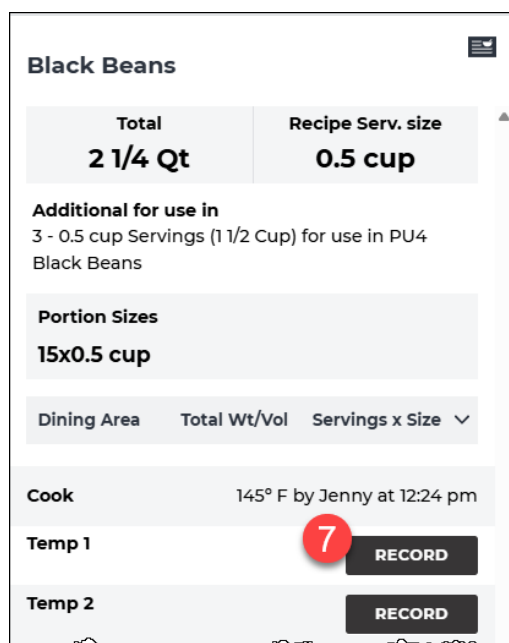 Black Beans
Total Recipe Serv. size
2 1/4 Qt 0.5 cup
Additional for use in
3 - 0.5 cup Servings (1 1/2 Cup) for use in PU4
Black Beans
Portion Sizes
15x0.5 cup
Dining Area Total Wt/Vol Servings x Size
Cook 145° F by Jenny at 12:24 pm
Temp 1 7 RECORD
Temp 2 RECORD